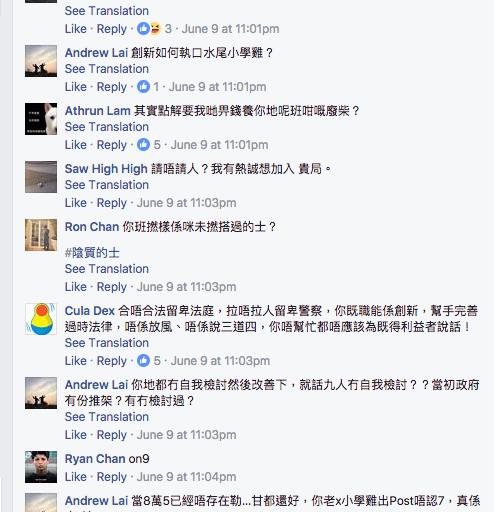 See Translation
Like · Reply · 3 · June 9 at 11:01pm
Andrew Lai 創新如何執口水尾小學雞？
See Translation
Like · Reply · 1 · June 9 at 11:01pm
Athrun Lam 其實點解要我哋畀錢養你地呢班咁嘅廢柴？
See Translation
Like · Reply · 5 · June 9 at 11:01pm
Saw High High 請唔請人？我有熱誠想加入 貴局。
See Translation
Like · Reply · June 9 at 11:03pm
Ron Chan 你班撚樣係咪未撚搭過的士？
#陰質的士
See Translation
Like · Reply · June 9 at 11:03pm
Cula Dex 合唔合法留卑法庭，拉唔拉人留卑警察，你既職能係創新，幫手完善
過時法律，唔係放風、唔係說三道四，你唔幫忙都唔應該為既得利益者說話！
See Translation
Like · Reply · 5 · June 9 at 11:03pm
Andrew Lai 你地都冇自我檢討然後改善下，就話九人冇自我檢討？？當初政府
有份推架？有冇檢討過？
See Translation
Like · Reply · June 9 at 11:03pm
Ryan Chan on9
Like · Reply · June 9 at 11:04pm
Andrew Lai 當8萬5已經唔存在勒...甘都還好，你老x小學雞出Post唔認7，真係